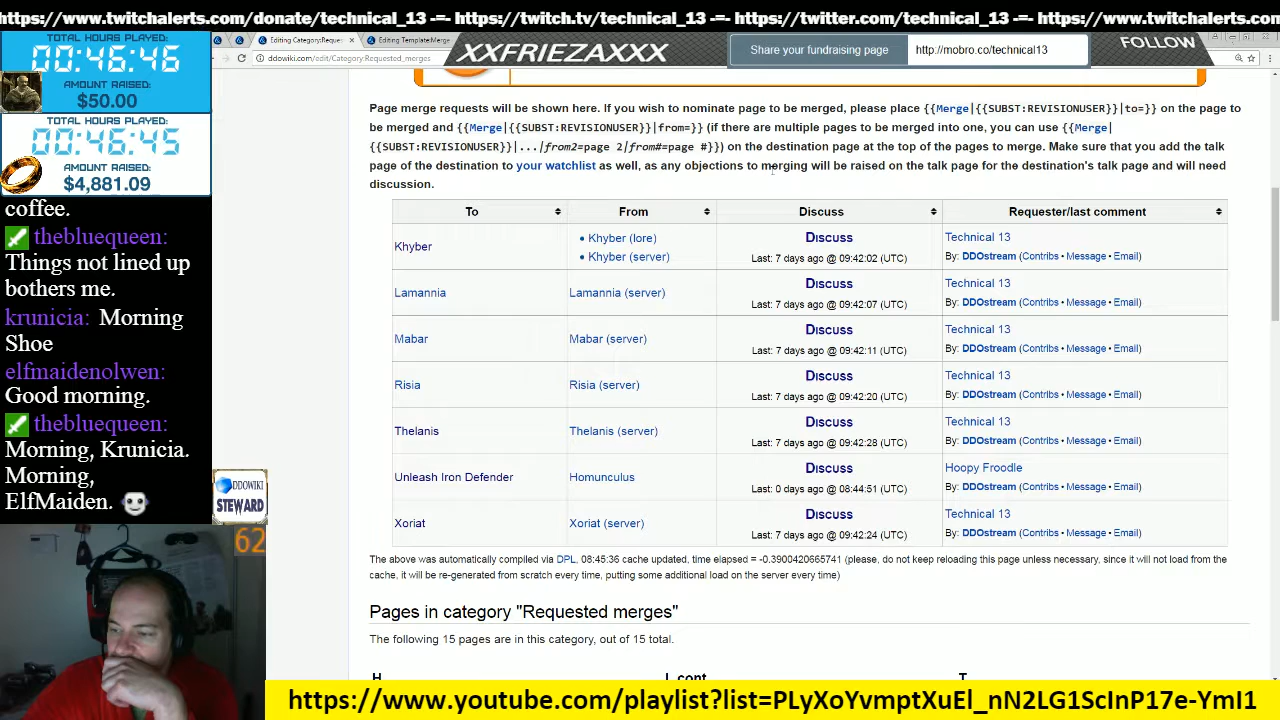 https://www.twitchalerts.com/donate/technical_13 -=- https://twitch.tv/technical_13 -=- https://twitter.com/technical_13 -=- https://www.twitchalerts.com
TOTAL HOURS PLAYED:
00:46:46
AMOUNT RAISED:
$50.00
TOTAL HOURS PLAYED:
00:46:45
AMOUNT RAISED:
$4,881.09
Editing Category:Reques
Editing Template:Merge
ddowiki.com/edit/Category:Requested_merges
XXFRIEZAXXX
Share your fundraising page
http://mobro.co/technical13
FOLLOW
coffee.
thebluequeen:
Things not lined up
bothers me.
krunicia: Morning
Shoe
elfmaidenolwen:
Good morning.
thebluequeen:
Morning, Krunicia.
Morning,
ElfMaiden.
DDOWIKI
STEWARD
62
Page merge requests will be shown here. If you wish to nominate page to be merged, please place {{Merge|{{SUBST:REVISIONUSER}}|to=}} on the page to
be merged and {{Merge|{{SUBST:REVISIONUSER}}|from=}} (if there are multiple pages to be merged into one, you can use {{Merge|
{{SUBST:REVISIONUSER}}|...|from2=page 2|from#=page #}}) on the destination page at the top of the pages to merge. Make sure that you add the talk
page of the destination to your watchlist as well, as any objections to merging will be raised on the talk page for the destination's talk page and will need
discussion.
To From Discuss Requester/last comment
Khyber
• Khyber (lore)
• Khyber (server)
Discuss
Last: 7 days ago @ 09:42:02 (UTC)
Technical 13
By: DDOstream (Contribs • Message • Email)
Lamannia
Lamannia (server)
Discuss
Last: 7 days ago @ 09:42:07 (UTC)
Technical 13
By: DDOstream (Contribs • Message • Email)
Mabar
Mabar (server)
Discuss
Last: 7 days ago @ 09:42:11 (UTC)
Technical 13
By: DDOstream (Contribs • Message • Email)
Risia
Risia (server)
Discuss
Last: 7 days ago @ 09:42:20 (UTC)
Technical 13
By: DDOstream (Contribs • Message • Email)
Thelanis
Thelanis (server)
Discuss
Last: 7 days ago @ 09:42:28 (UTC)
Technical 13
By: DDOstream (Contribs • Message • Email)
Unleash Iron Defender
Homunculus
Discuss
Last: 0 days ago @ 08:44:51 (UTC)
Hoopy Froodle
By: DDOstream (Contribs • Message • Email)
Xoriat
Xoriat (server)
Discuss
Last: 7 days ago @ 09:42:24 (UTC)
Technical 13
By: DDOstream (Contribs • Message • Email)
The above was automatically compiled via DPL, 08:45:36 cache updated, time elapsed = -0.3900420665741 (please, do not keep reloading this page unless necessary, since it will not load from the
cache, it will be re-generated from scratch every time, putting some additional load on the server every time)
Pages in category "Requested merges"
The following 15 pages are in this category, out of 15 total.
H
L cont.
T
https://www.youtube.com/playlist?list=PLyXoYvmptXuEl_nN2LG1ScInP17e-YmI1